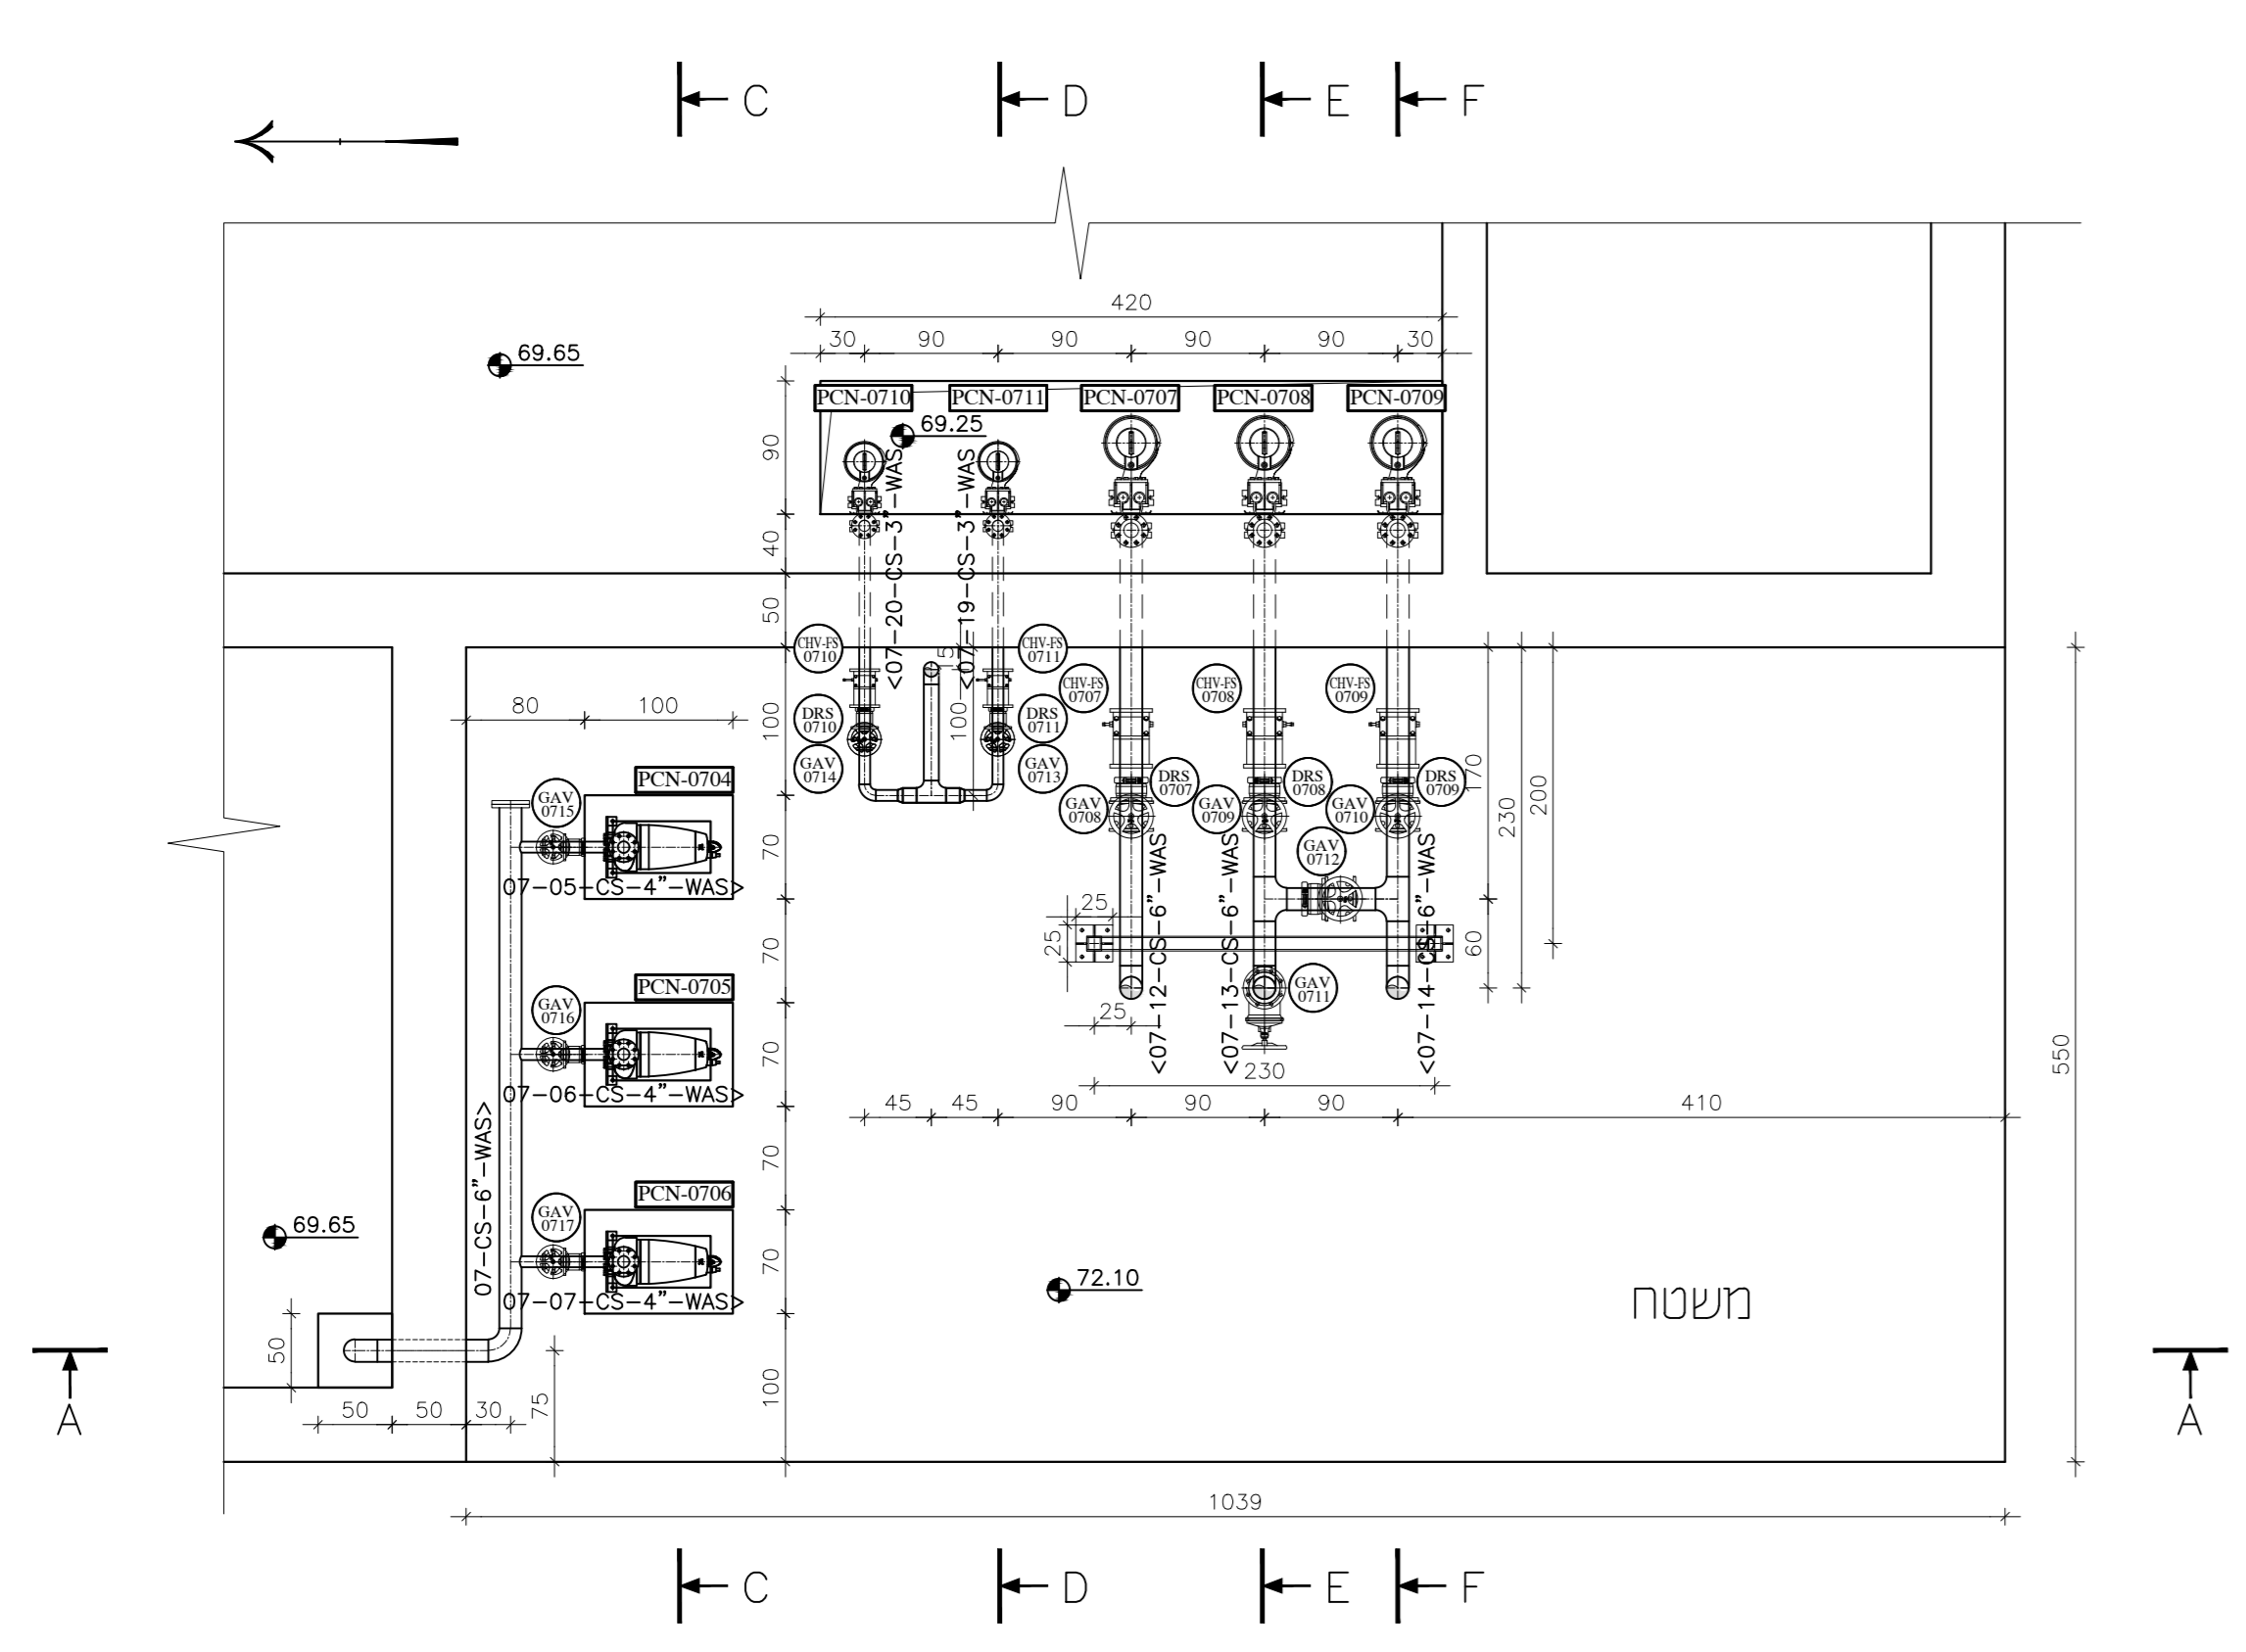 C
D
E
F
420
30
90
90
90
90
30
69.65
PCN-0710
PCN-0711
PCN-0707
PCN-0708
PCN-0709
69.25
90
40
50
<07-20-CS-3"-WAS
<07-19-CS-3"-WAS
CHV-FS
0710
CHV-FS
0711
CHV-FS
0707
CHV-FS
0708
CHV-FS
0709
15
80
100
100
100
DRS
0710
DRS
0711
GAV
0714
GAV
0713
DRS
0707
DRS
0708
DRS
0709
170
200
230
GAV
0708
GAV
0709
GAV
0710
GAV
0712
PCN-0704
GAV
0715
70
07-05-CS-4"-WAS>
25
25
70
60
<07-12-CS-6"-WAS
<07-13-CS-6"-WAS
<07-14-CS-6"-WAS
PCN-0705
GAV
0716
GAV
0711
25
70
230
550
07-06-CS-4"-WAS>
45
45
90
90
90
410
70
07-CS-6"-WAS>
PCN-0706
GAV
0717
69.65
70
72.10
משטח
07-07-CS-4"-WAS>
50
100
75
50
50
30
A
A
1039
C
D
E
F